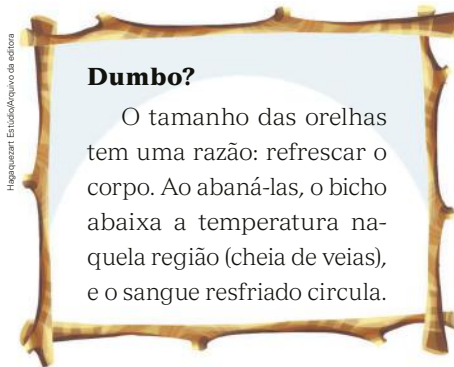 Hagaquezart Estúdio/Arquivo da editora
Dumbo?
O tamanho das orelhas
tem uma razão: refrescar o
corpo. Ao abaná-las, o bicho
abaixa a temperatura na-
quela região (cheia de veias),
e o sangue resfriado circula.